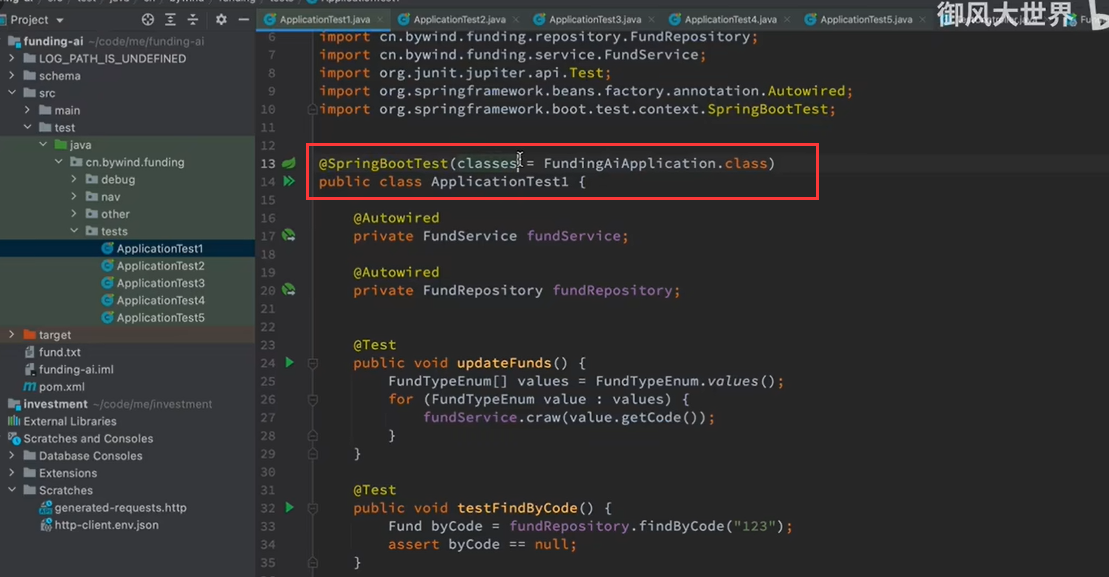 Project
funding-ai ~/code/me/funding-ai
LOG_PATH_IS_UNDEFINED
schema
src
main
test
java
cn.bywind.funding
debug
nav
other
tests
ApplicationTest1
ApplicationTest2
ApplicationTest3
ApplicationTest4
ApplicationTest5
target
fund.txt
funding-ai.iml
pom.xml
investment ~/code/me/investment
External Libraries
Scratches and Consoles
Database Consoles
Extensions
Scratches
generated-requests.http
http-client.env.json
ApplicationTest1.java
ApplicationTest2.java
ApplicationTest3.java
ApplicationTest4.java
ApplicationTest5.java
御风大世界
6 import cn.bywind.funding.repository.FundRepository;
7 import cn.bywind.funding.service.FundService;
8 import org.junit.jupiter.api.Test;
9 import org.springframework.beans.factory.annotation.Autowired;
10 import org.springframework.boot.test.context.SpringBootTest;
11
12
13 @SpringBootTest(classes = FundingAiApplication.class)
14 public class ApplicationTest1 {
15
16 @Autowired
17 private FundService fundService;
18
19 @Autowired
20 private FundRepository fundRepository;
21
22
23 @Test
24 public void updateFunds() {
25 FundTypeEnum[] values = FundTypeEnum.values();
26 for (FundTypeEnum value : values) {
27 fundService.craw(value.getCode());
28 }
29 }
30
31 @Test
32 public void testFindByCode() {
33 Fund byCode = fundRepository.findByCode("123");
34 assert byCode == null;
35 }